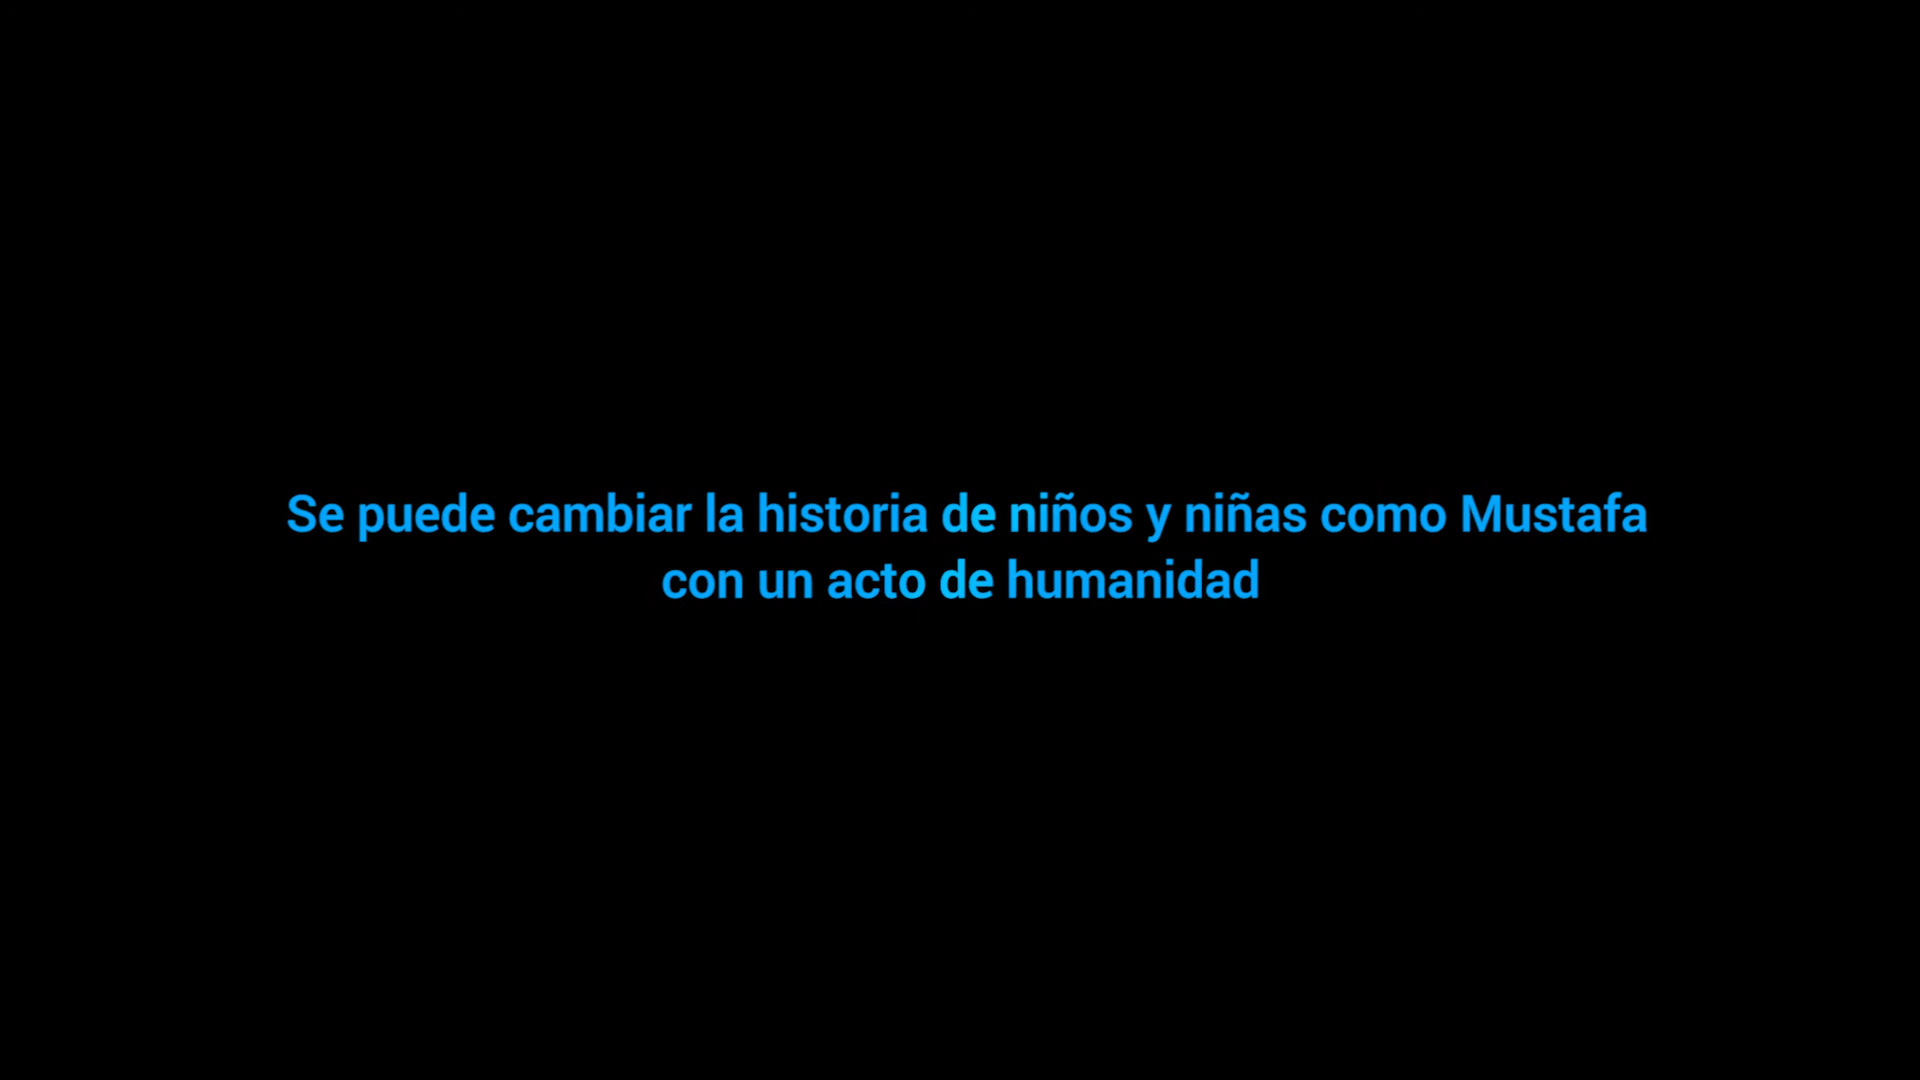 Se puede cambiar la historia de niños y niñas como Mustafa
con un acto de humanidad